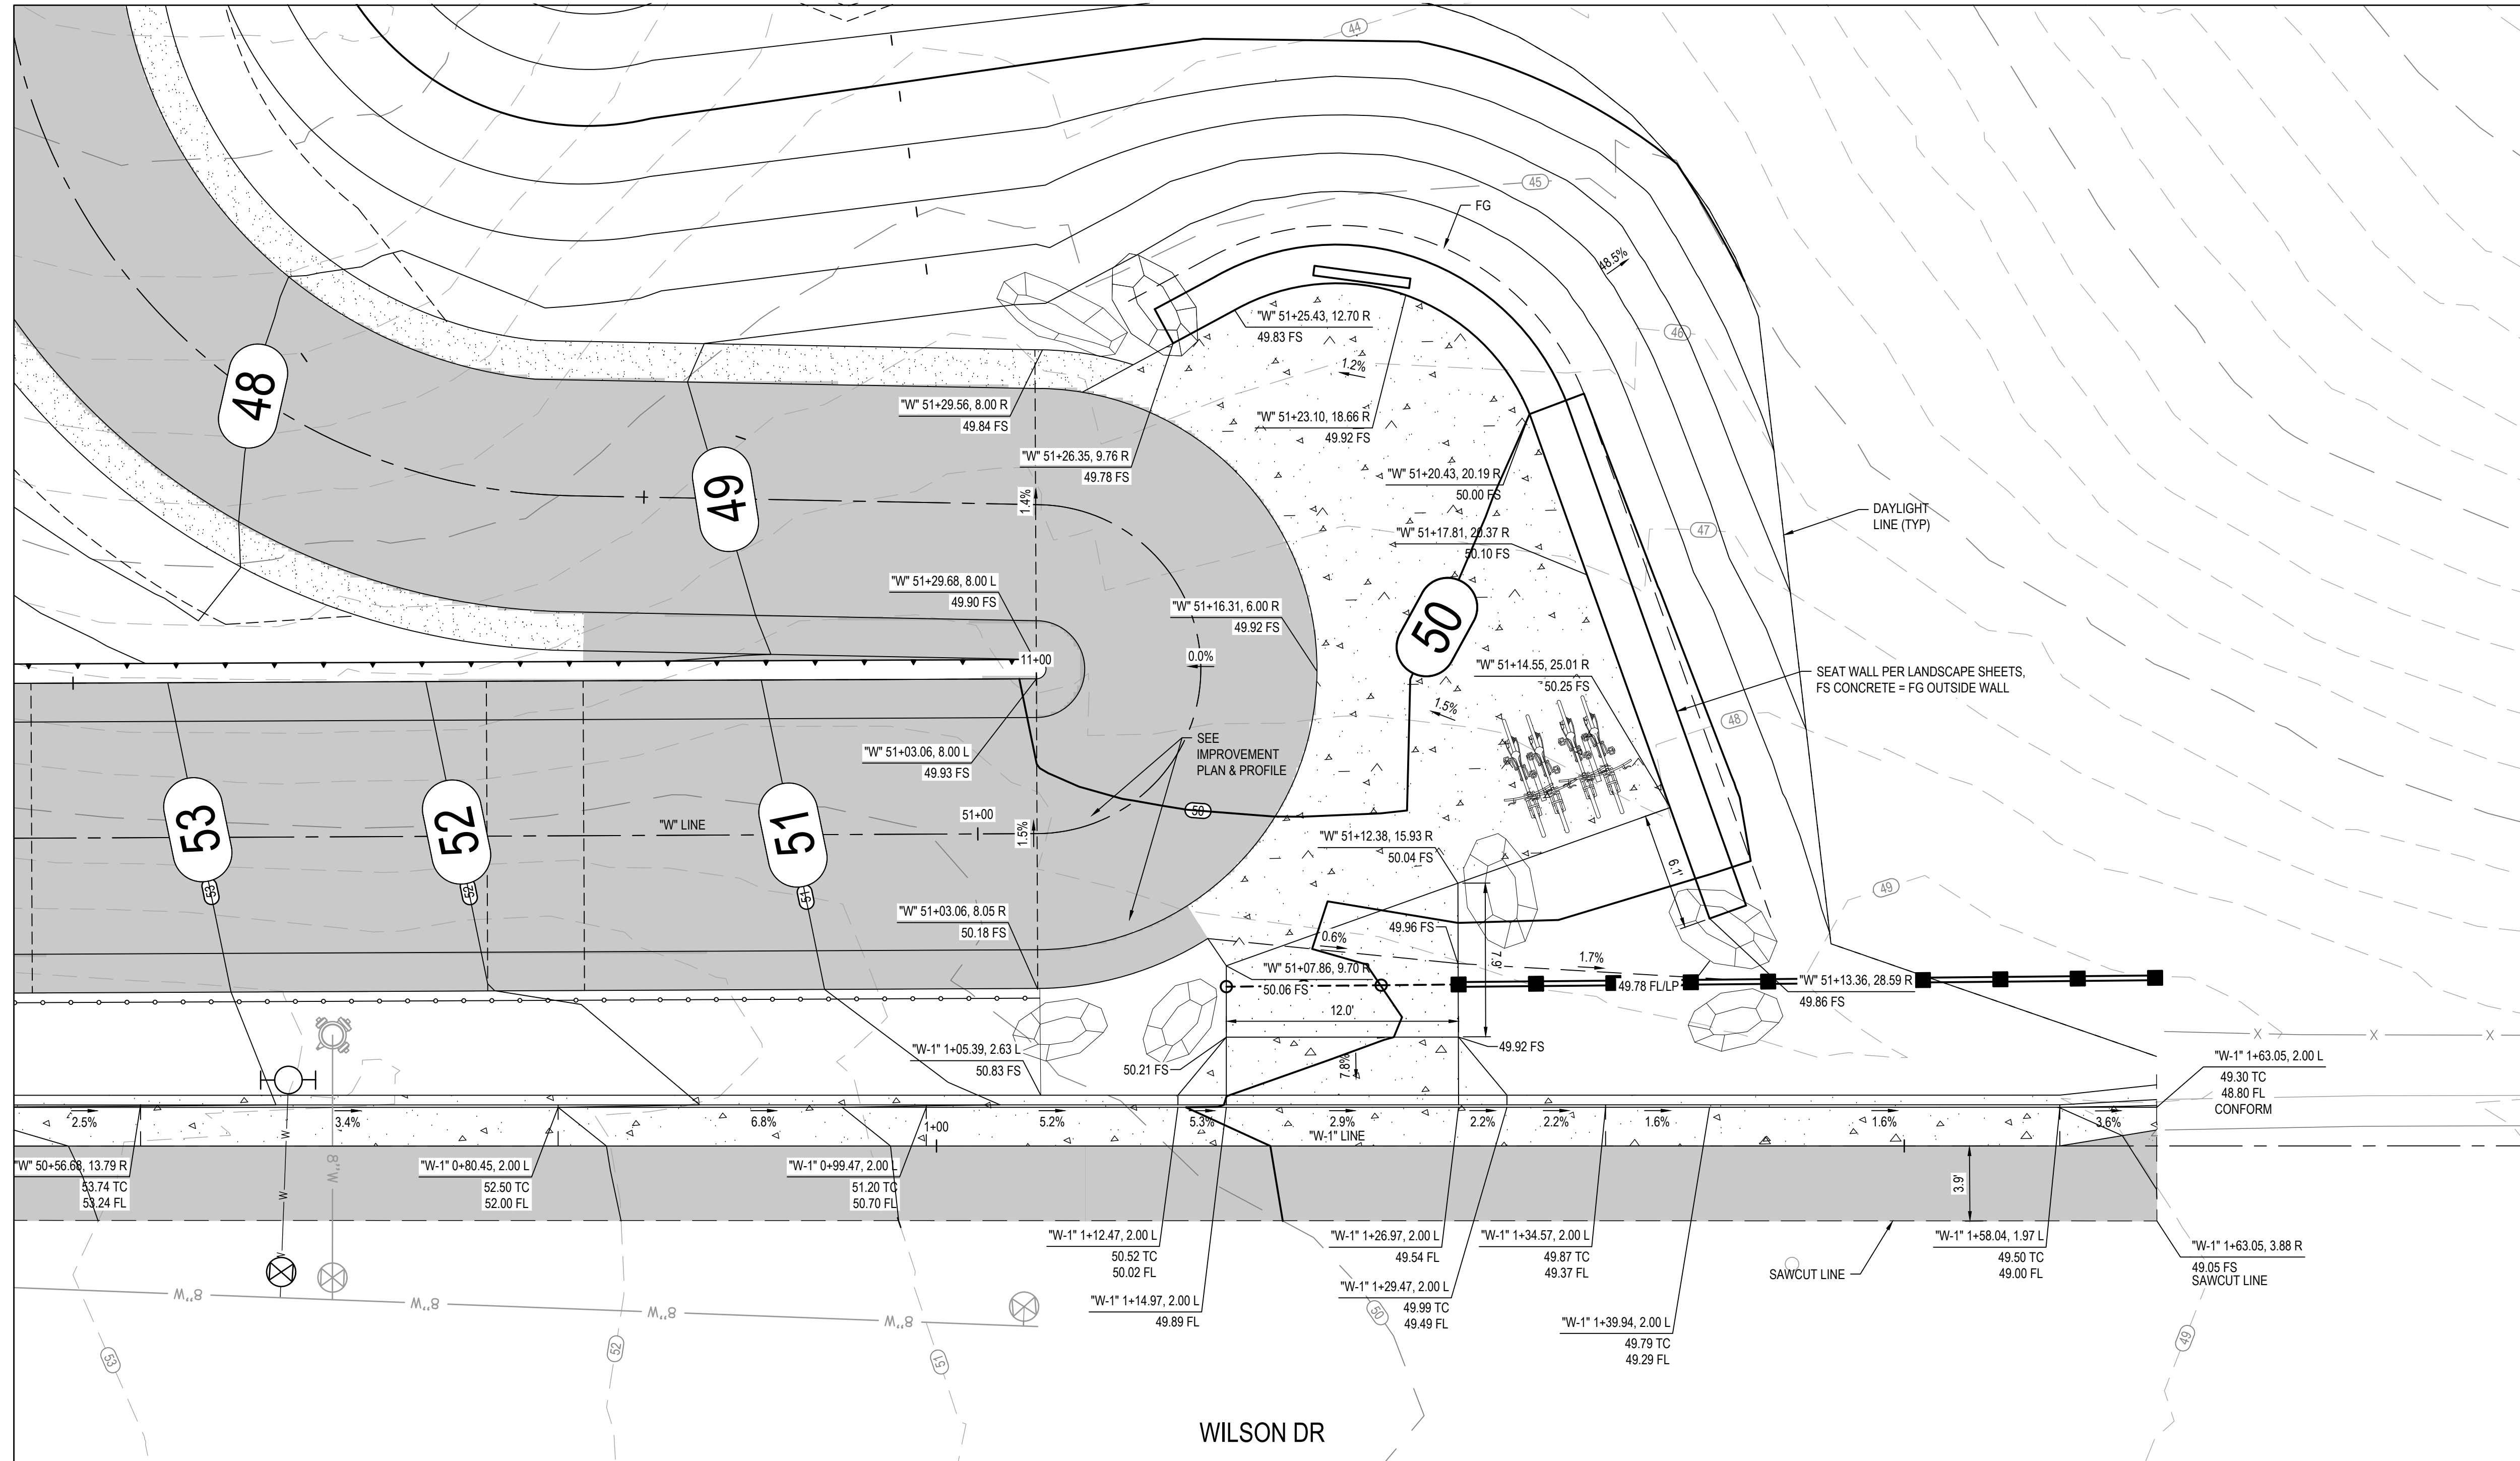 44
45
FG
48.5%
"W" 51+25.43, 12.70 R
49.83 FS
46
1.2%
48
"W" 51+29.56, 8.00 R
49.84 FS
"W" 51+23.10, 18.66 R
49.92 FS
"W" 51+26.35, 9.76 R
49.78 FS
"W" 51+20.43, 20.19 R
50.00 FS
49
1.4%
DAYLIGHT
LINE (TYP)
47
"W" 51+17.81, 20.37 R
50.10 FS
"W" 51+29.68, 8.00 L
49.90 FS
"W" 51+16.31, 6.00 R
49.92 FS
50
11+00
0.0%
"W" 51+14.55, 25.01 R
50.25 FS
SEAT WALL PER LANDSCAPE SHEETS,
FS CONCRETE = FG OUTSIDE WALL
1.5%
48
"W" 51+03.06, 8.00 L
49.93 FS
SEE
IMPROVEMENT
PLAN & PROFILE
53
52
51
"W" LINE
51+00
1.5%
50
"W" 51+12.38, 15.93 R
50.04 FS
6.1'
53
52
51
49
"W" 51+03.06, 8.05 R
50.18 FS
49.96 FS
0.6%
7.9'
1.7%
"W" 51+07.86, 9.70 R
50.06 FS
49.78 FL/LP
"W" 51+13.36, 28.59 R
49.86 FS
12.0'
X
X
X
"W-1" 1+05.39, 2.63 L
50.83 FS
50.21 FS
7.8%
49.92 FS
"W-1" 1+63.05, 2.00 L
49.30 TC
48.80 FL
CONFORM
2.5%
3.4%
6.8%
1+00
5.2%
5.3%
2.9%
2.2%
2.2%
1.6%
1.6%
3.6%
"W-1" LINE
W
8"W
W
W
"W" 50+56.68, 13.79 R
53.74 TC
53.24 FL
"W-1" 0+80.45, 2.00 L
52.50 TC
52.00 FL
"W-1" 0+99.47, 2.00 L
51.20 TC
50.70 FL
3.9'
"W-1" 1+12.47, 2.00 L
50.52 TC
50.02 FL
"W-1" 1+26.97, 2.00 L
49.54 FL
"W-1" 1+34.57, 2.00 L
49.87 TC
49.37 FL
"W-1" 1+58.04, 1.97 L
49.50 TC
49.00 FL
"W-1" 1+63.05, 3.88 R
49.05 FS
SAWCUT LINE
SAWCUT LINE
"W-1" 1+14.97, 2.00 L
49.89 FL
"W-1" 1+29.47, 2.00 L
49.99 TC
49.49 FL
"W-1" 1+39.94, 2.00 L
49.79 TC
49.29 FL
8"W
8"W
8"W
8"W
53
52
51
50
49
WILSON DR